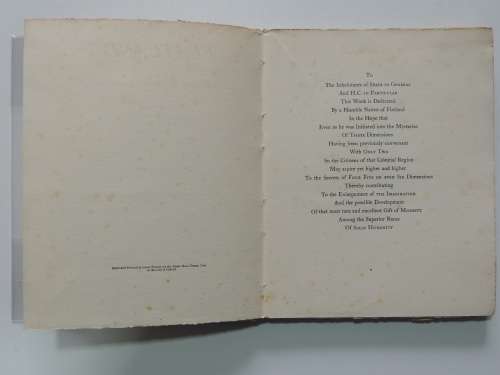 To
The Inhabitants of SPACE IN GENERAL
And H.C. IN PARTICULAR
This Work is Dedicated
By a Humble Native of Flatland
In the Hope that
Even as he was Initiated into the Mysteries
Of THREE Dimensions
Having been previously conversant
With ONLY TWO
So the Citizens of that Celestial Region
May aspire yet higher and higher
To the Secrets of FOUR FIVE OR EVEN SIX Dimensions
Thereby contributing
To the Enlargement of THE IMAGINATION
And the possible Development
Of that most rare and excellent Gift of MODESTY
Among the Superior Races
Of SOLID HUMANITY